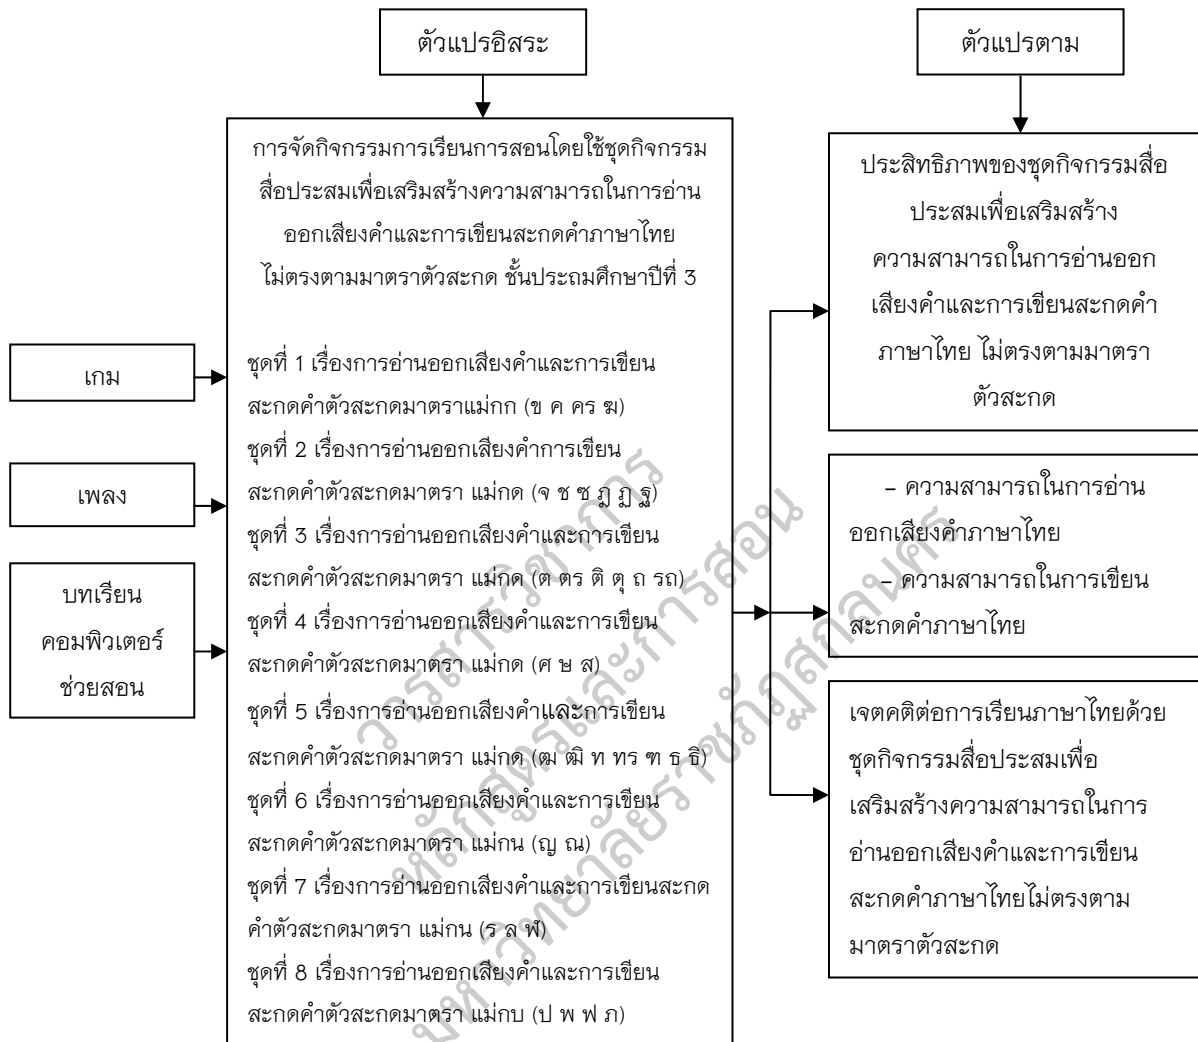 ตัวแปรอิสระ
ตัวแปรตาม
การจัดกิจกรรมการเรียนการสอนโดยใช้ชุดกิจกรรม
สื่อประสมเพื่อเสริมสร้างความสามารถในการอ่าน
ออกเสียงคำและการเขียนสะกดคำภาษาไทย
ไม่ตรงตามมาตราตัวสะกด ชั้นประถมศึกษาปีที่ 3
เกม
เพลง
บทเรียน
คอมพิวเตอร์
ช่วยสอน
ชุดที่ 1 เรื่องการอ่านออกเสียงคำและการเขียน
สะกดคำตัวสะกดมาตราแม่กก (ข ค คร ฆ)
ชุดที่ 2 เรื่องการอ่านออกเสียงคำการเขียน
สะกดคำตัวสะกดมาตรา แม่กด (จ ช ซ ฎ ฏ ฐ)
ชุดที่ 3 เรื่องการอ่านออกเสียงคำและการเขียน
สะกดคำตัวสะกดมาตรา แม่กด (ต ตร ติ ตุ ถ รถ)
ชุดที่ 4 เรื่องการอ่านออกเสียงคำและการเขียน
สะกดคำตัวสะกดมาตรา แม่กด (ศ ษ ส)
ชุดที่ 5 เรื่องการอ่านออกเสียงคำและการเขียน
สะกดคำตัวสะกดมาตรา แม่กด (ฒ ฒิ ท ทร ฑ ธ ธิ)
ชุดที่ 6 เรื่องการอ่านออกเสียงคำและการเขียน
สะกดคำตัวสะกดมาตรา แม่กน (ญ ณ)
ชุดที่ 7 เรื่องการอ่านออกเสียงคำและการเขียนสะกด
คำตัวสะกดมาตรา แม่กน (ร ล ฬ)
ชุดที่ 8 เรื่องการอ่านออกเสียงคำและการเขียน
สะกดคำตัวสะกดมาตรา แม่กบ (ป พ ฟ ภ)
ประสิทธิภาพของชุดกิจกรรมสื่อ
ประสมเพื่อเสริมสร้าง
ความสามารถในการอ่านออก
เสียงคำและการเขียนสะกดคำ
ภาษาไทย ไม่ตรงตามมาตรา
ตัวสะกด
- ความสามารถในการอ่าน
ออกเสียงคำภาษาไทย
- ความสามารถในการเขียน
สะกดคำภาษาไทย
เจตคติต่อการเรียนภาษาไทยด้วย
ชุดกิจกรรมสื่อประสมเพื่อ
เสริมสร้างความสามารถในการ
อ่านออกเสียงคำและการเขียน
สะกดคำภาษาไทยไม่ตรงตาม
มาตราตัวสะกด
วารสารวิชาการ
หลักสูตรและการสอน
มหาวิทยาลัยราชภัฏสกลนคร